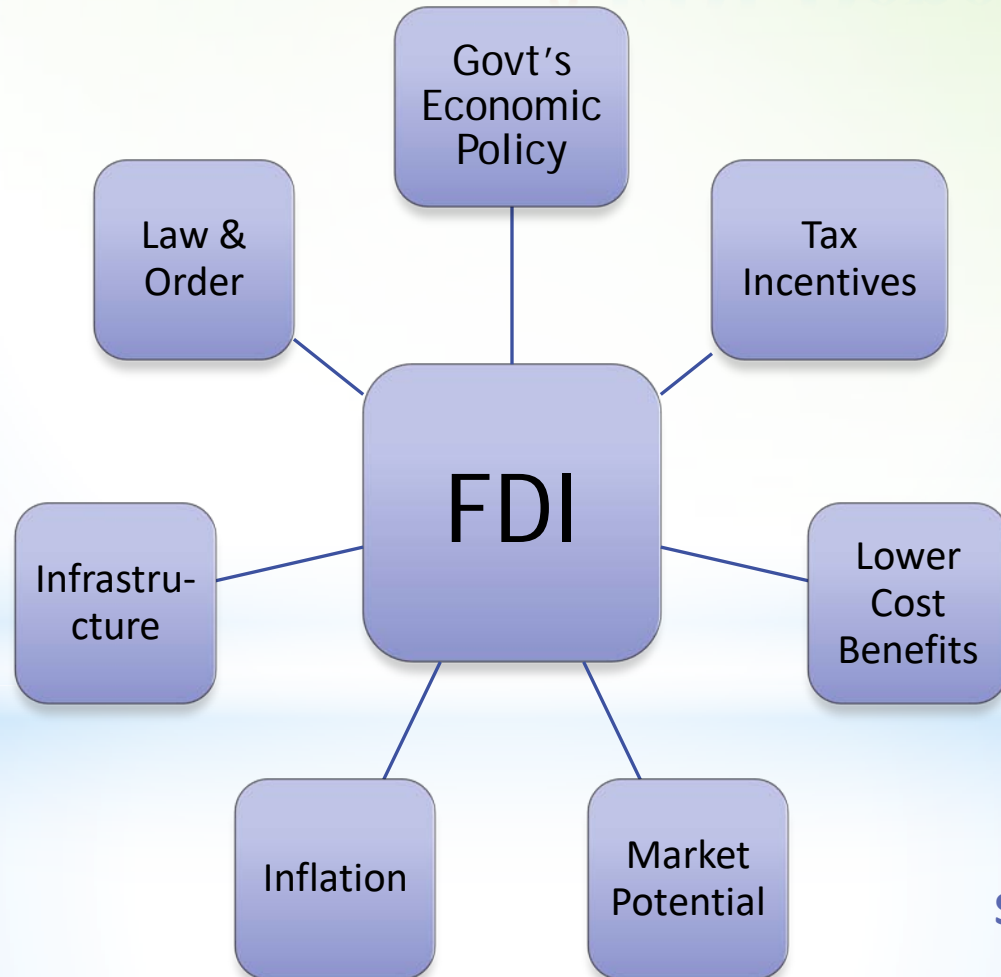 Govt's
Economic
Policy
Law &
Order
Tax
Incentives
FDI
Infrastru-
cture
Lower
Cost
Benefits
Inflation
Market
Potential